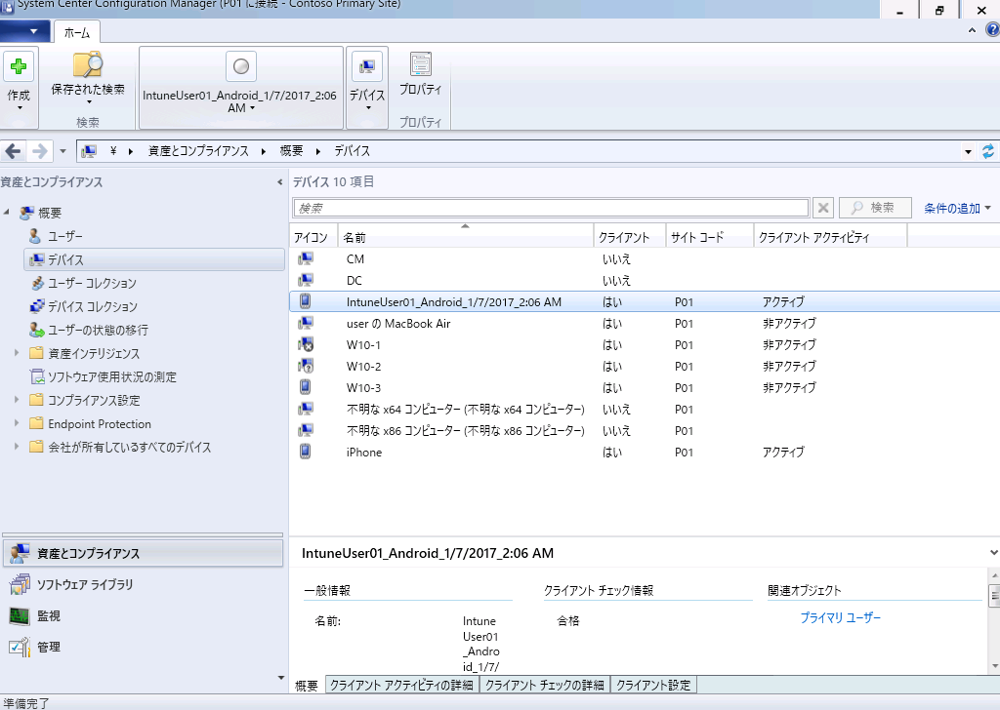 System Center Configuration Manager (P01 に接続 - Contoso Primary Site)
ホーム
作成
保存された検索
検索
IntuneUser01_Android_1/7/2017_2:06
AM
デバイス
プロパティ
プロパティ
¥ 資産とコンプライアンス 概要 デバイス
資産とコンプライアンス
概要
ユーザー
デバイス
ユーザー コレクション
デバイス コレクション
ユーザーの状態の移行
資産インテリジェンス
ソフトウェア使用状況の測定
コンプライアンス設定
Endpoint Protection
会社が所有しているすべてのデバイス
資産とコンプライアンス
ソフトウェア ライブラリ
監視
管理
デバイス 10 項目
検索 検索 条件の追加
アイコン 名前 クライアント サイト コード クライアント アクティビティ
CM いいえ
DC いいえ
IntuneUser01_Android_1/7/2017_2:06 AM はい P01 アクティブ
user の MacBook Air はい P01 非アクティブ
W10-1 はい P01 非アクティブ
W10-2 はい P01 非アクティブ
W10-3 はい P01 非アクティブ
不明な x64 コンピューター (不明な x64 コンピューター) いいえ P01
不明な x86 コンピューター (不明な x86 コンピューター) いいえ P01
iPhone はい P01 アクティブ
IntuneUser01_Android_1/7/2017_2:06 AM
一般情報 クライアント チェック情報 関連オブジェクト
名前: Intune 合格 プライマリ ユーザー
User01
_Andro
id_1/7/
概要 クライアント アクティビティの詳細 クライアント チェックの詳細 クライアント設定
準備完了